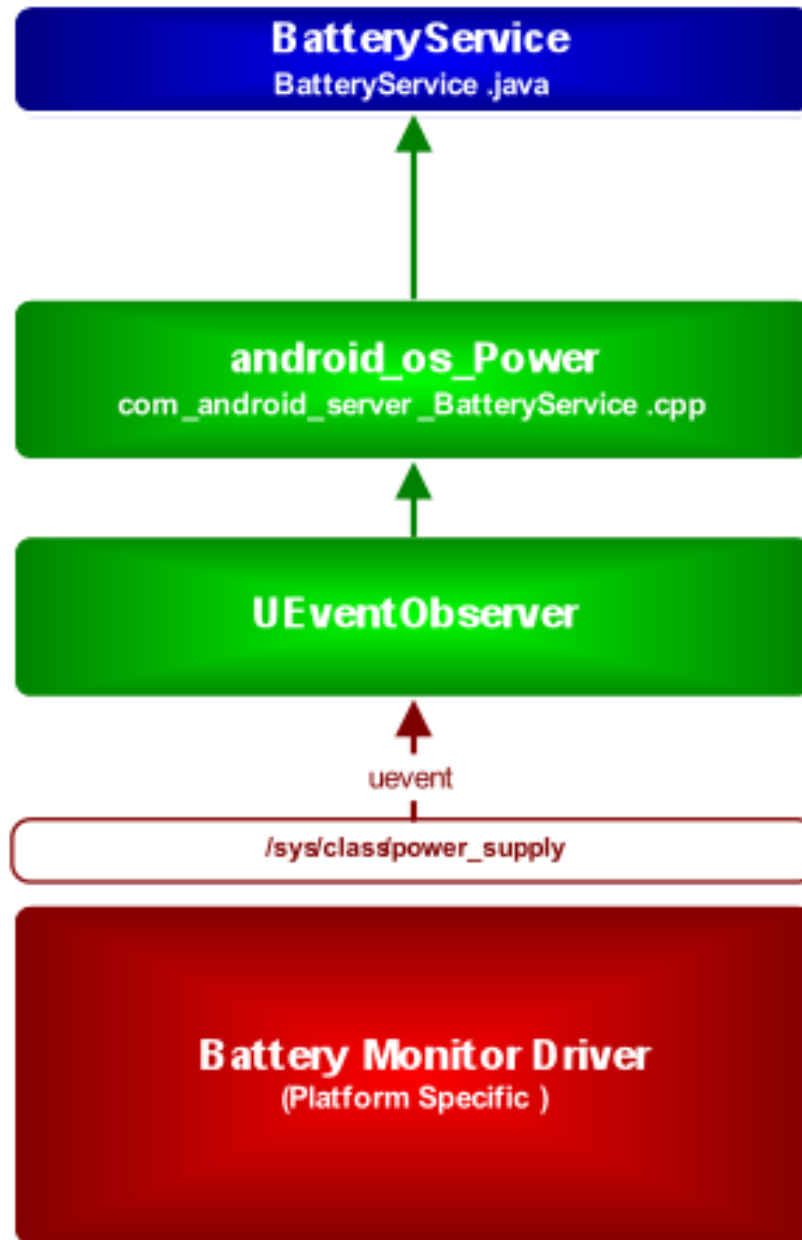 BatteryService
BatteryService .java
android_os_Power
com_android_server_BatteryService .cpp
UEventObserver
uevent
/sys/class/power_supply
Battery Monitor Driver
(Platform Specific )